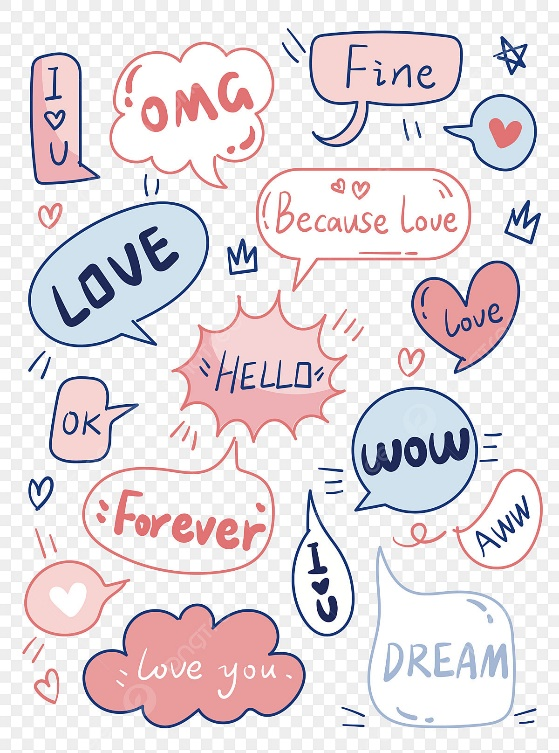 I
♡
U
OMG
Fine
Because Love
LOVE
love
HELLO
OK
WOW
Forever
AWW
I
♥
U
love you.
DREAM